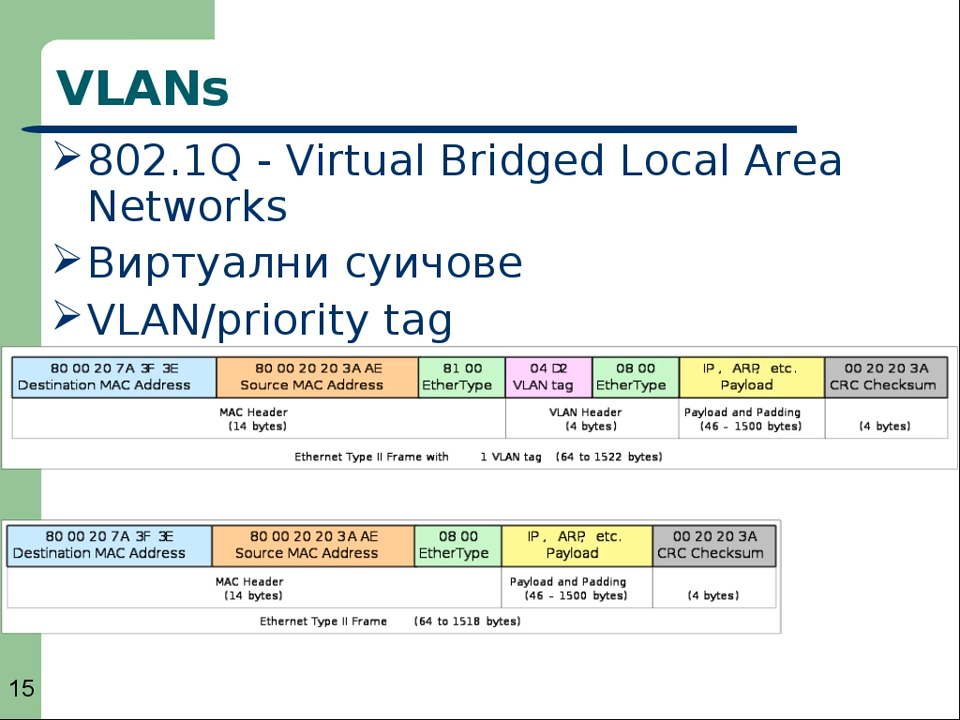 VLANs
802.1Q - Virtual Bridged Local Area
Networks
Виртуални суичове
VLAN/priority tag
80 00 20 7A 3F 3E 80 00 20 20 3A AE 81 00 04 D2 08 00 IP, ARP, etc. 00 20 20 3A
Destination MAC Address Source MAC Address EtherType VLAN tag EtherType Payload CRC Checksum
MAC Header VLAN Header Payload and Padding
(14 bytes) (4 bytes) (46 - 1500 bytes) (4 bytes)
Ethernet Type II Frame with 1 VLAN tag (64 to 1522 bytes)
80 00 20 7A 3F 3E 80 00 20 20 3A AE 08 00 IP, ARP, etc. 00 20 20 3A
Destination MAC Address Source MAC Address EtherType Payload CRC Checksum
MAC Header Payload and Padding
(14 bytes) (46 - 1500 bytes) (4 bytes)
Ethernet Type II Frame (64 to 1518 bytes)
15